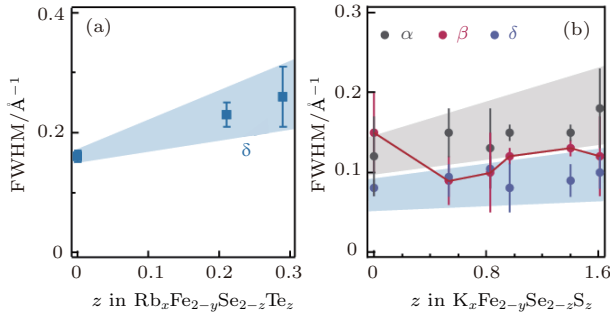 (a)
FWHM/Å⁻¹
0.4
0.2
0
δ
0 0.1 0.2 0.3
z in RbₓFe₂₋ᵧSe₂₋zTez
(b)
α β δ
FWHM/Å⁻¹
0.3
0.2
0.1
0
0 0.8 1.6
z in KₓFe₂₋ᵧSe₂₋zSz